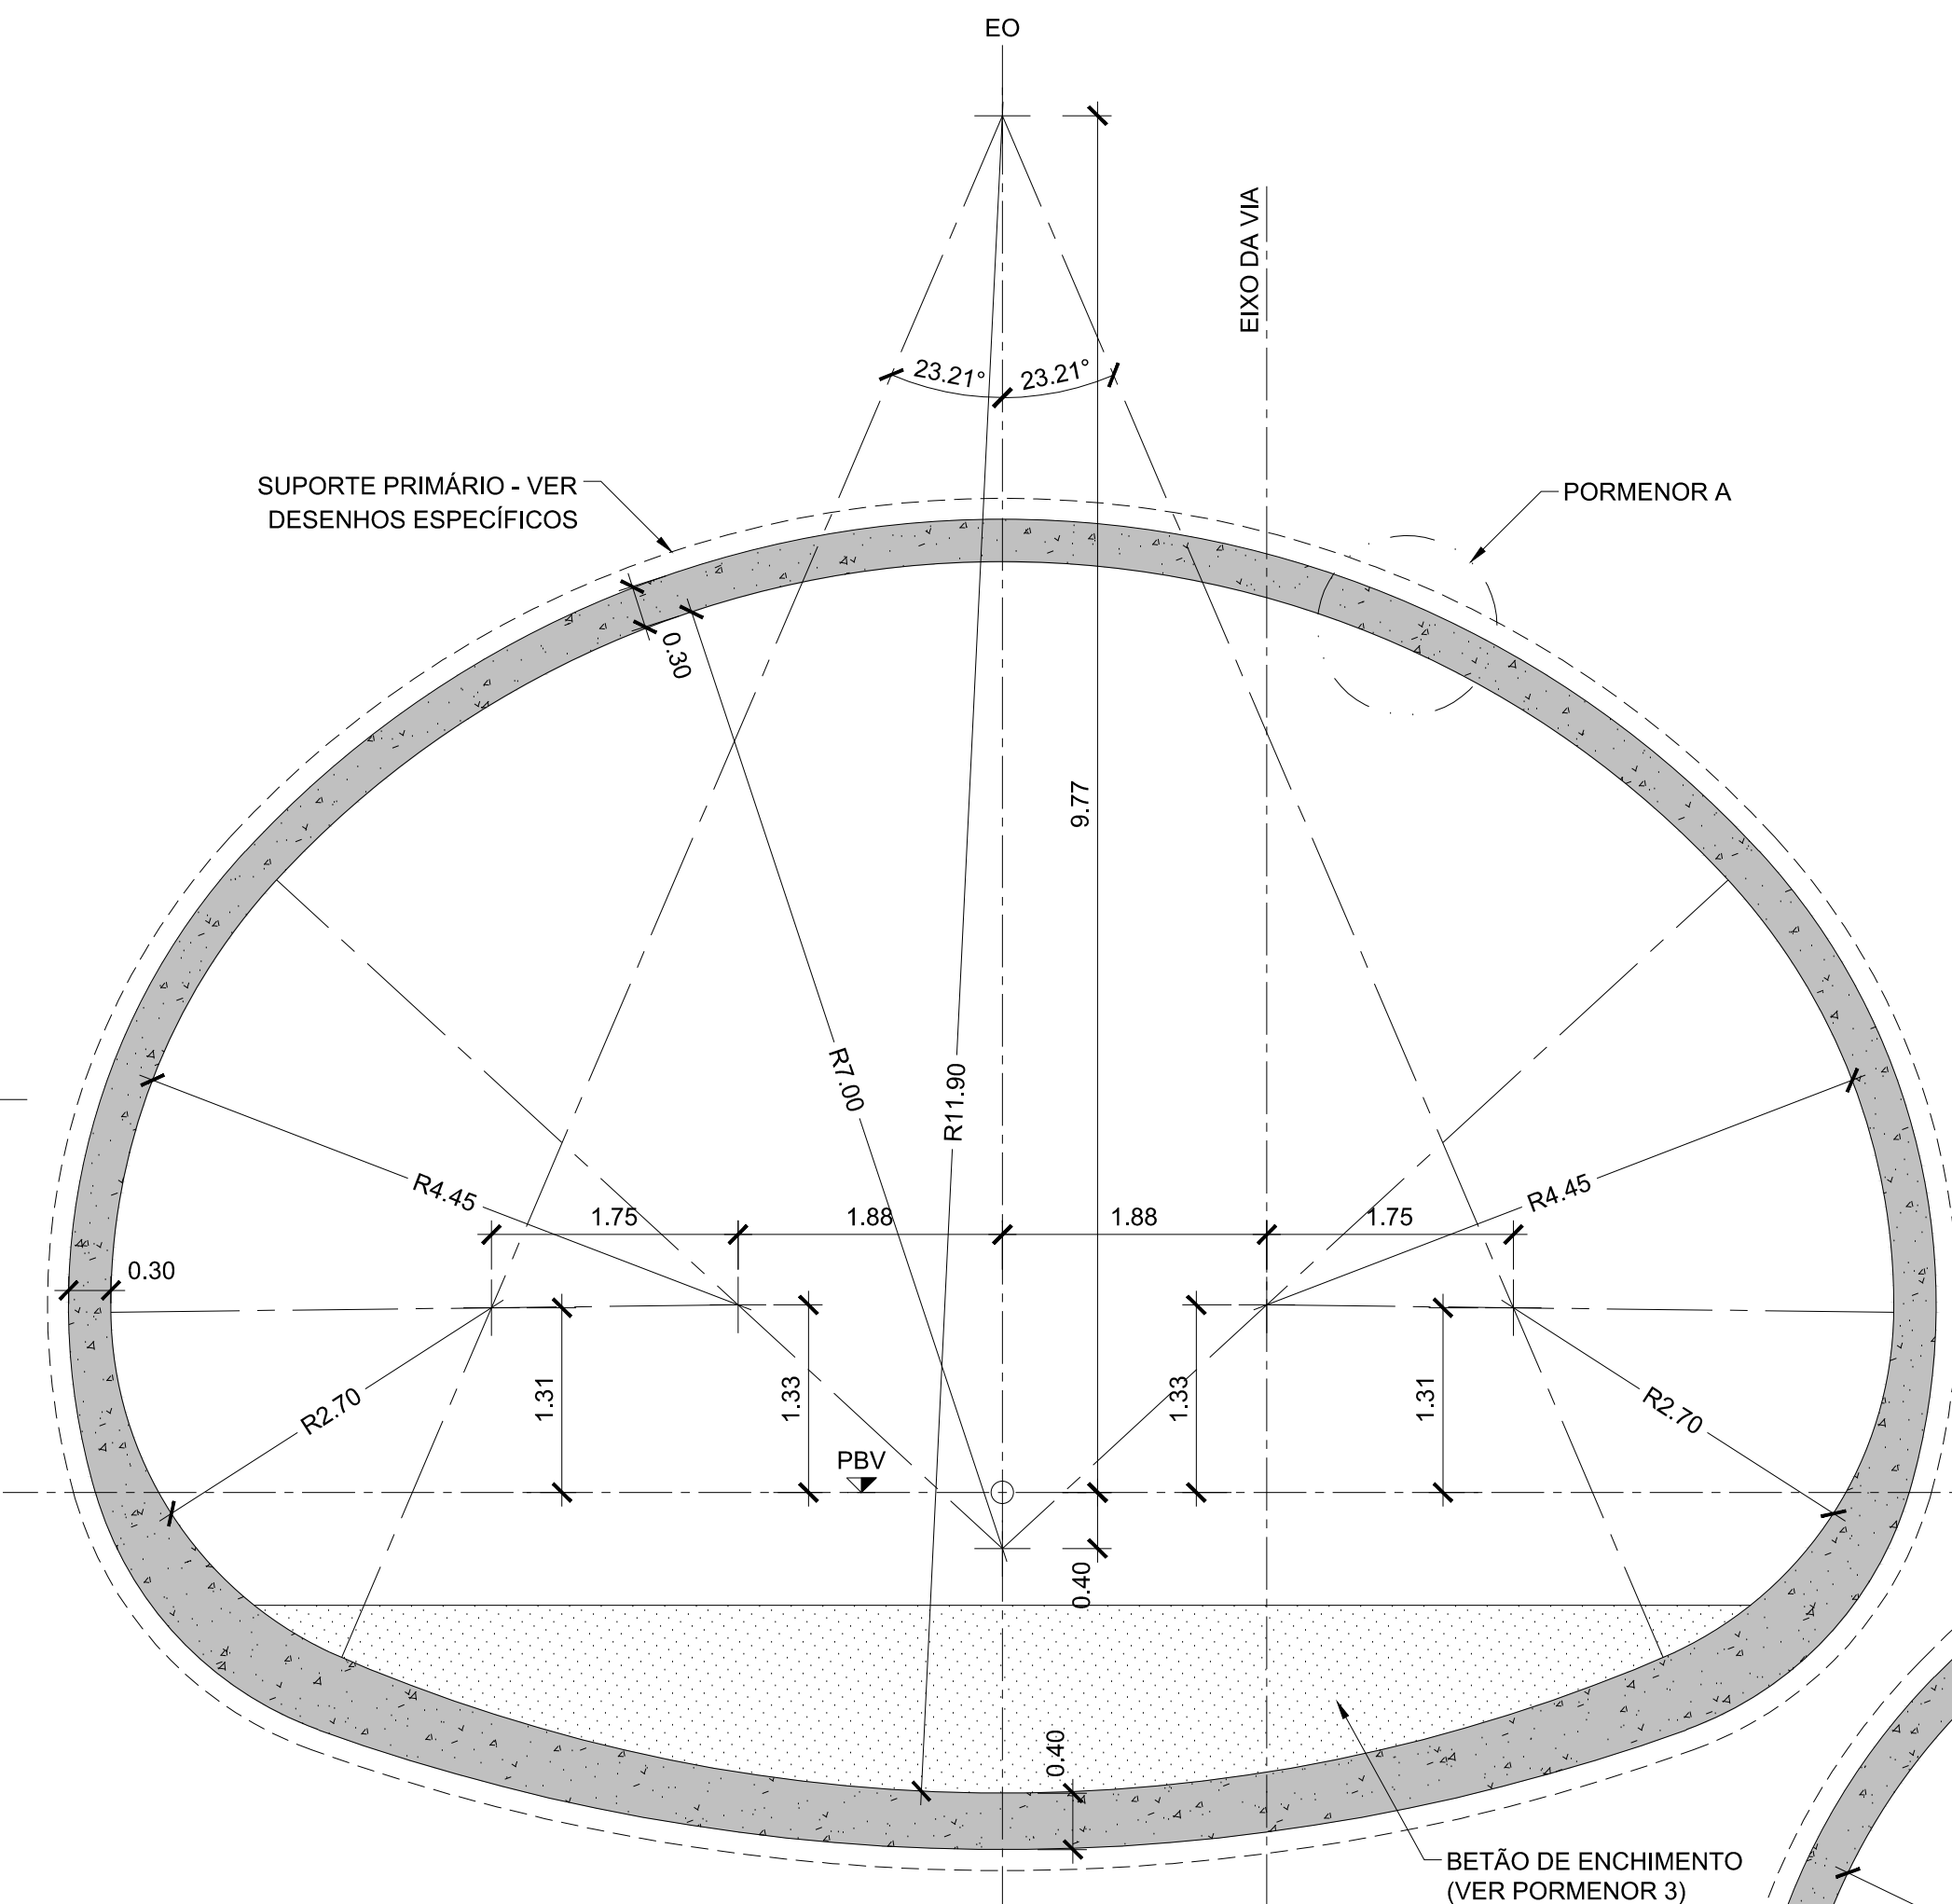 EO
EIXO DA VIA
23.21°
23.21°
SUPORTE PRIMÁRIO - VER
DESENHOS ESPECÍFICOS
PORMENOR A
0.30
9.77
R7.00
R11.90
R4.45
R4.45
1.75
1.88
1.88
1.75
0.30
1.31
1.33
1.33
1.31
R2.70
R2.70
PBV
0.40
0.40
BETÃO DE ENCHIMENTO
(VER PORMENOR 3)